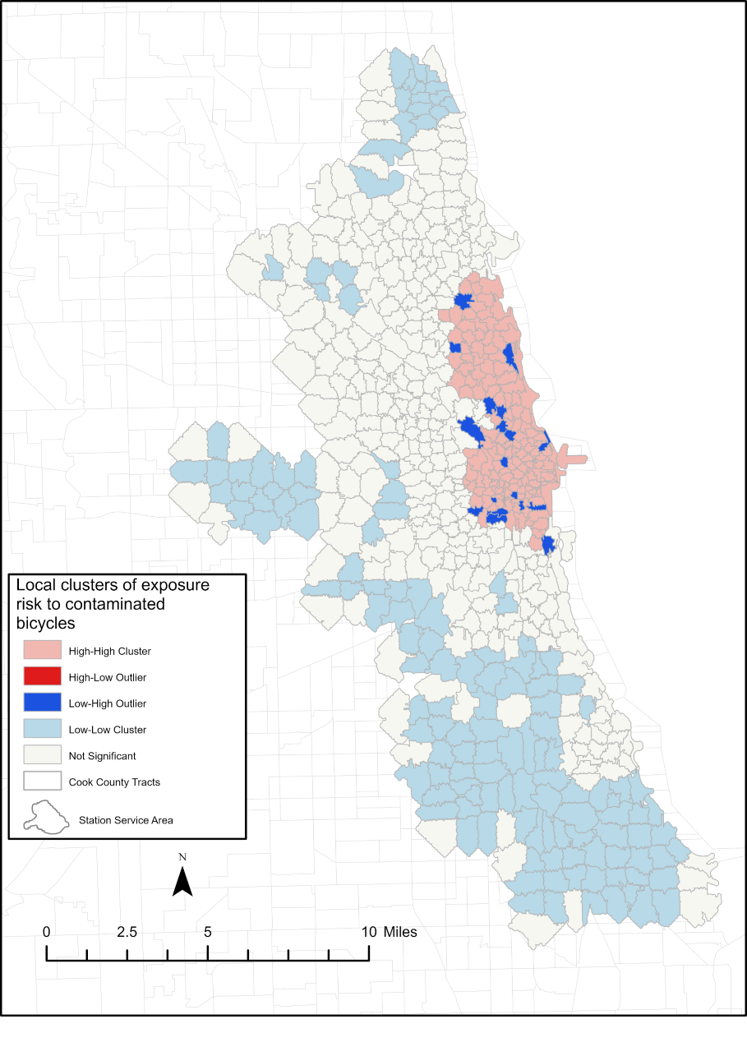 Local clusters of exposure
risk to contaminated
bicycles
High-High Cluster
High-Low Outlier
Low-High Outlier
Low-Low Cluster
Not Significant
Cook County Tracts
Station Service Area
N
0 2.5 5 10 Miles